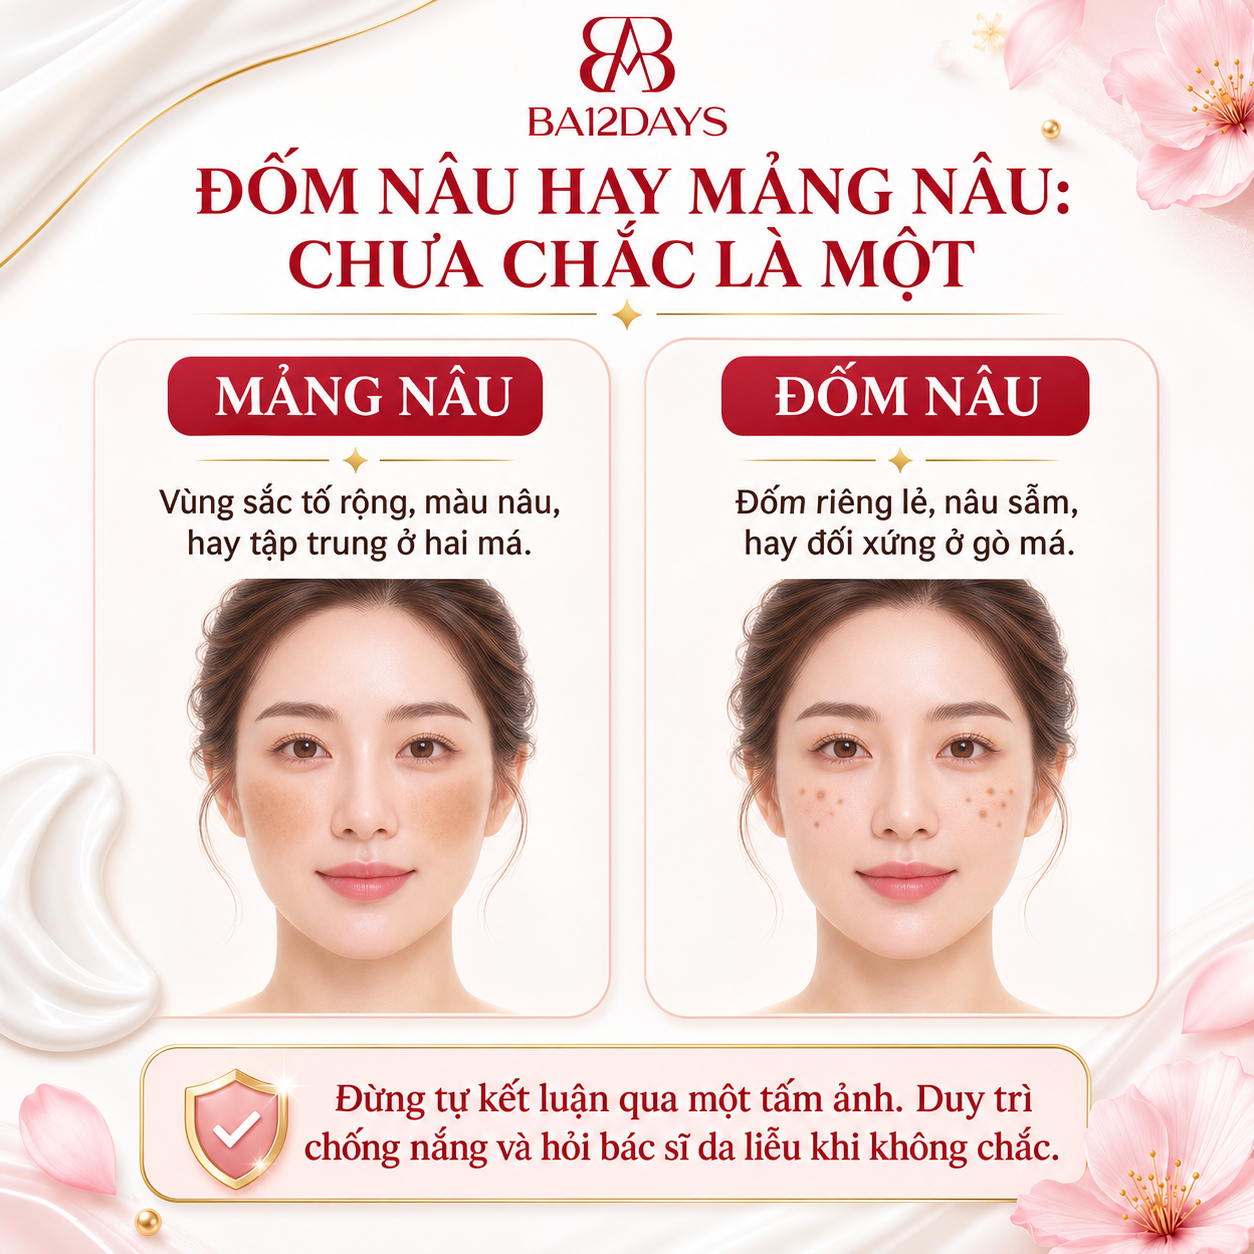 BA12DAYS
ĐỐM NÂU HAY MẢNG NÂU:
CHƯA CHẮC LÀ MỘT
MẢNG NÂU
Vùng sắc tố rộng, màu nâu,
hay tập trung ở hai má.
ĐỐM NÂU
Đốm riêng lẻ, nâu sẫm,
hay đối xứng ở gò má.
Đừng tự kết luận qua một tấm ảnh. Duy trì
chống nắng và hỏi bác sĩ da liễu khi không chắc.